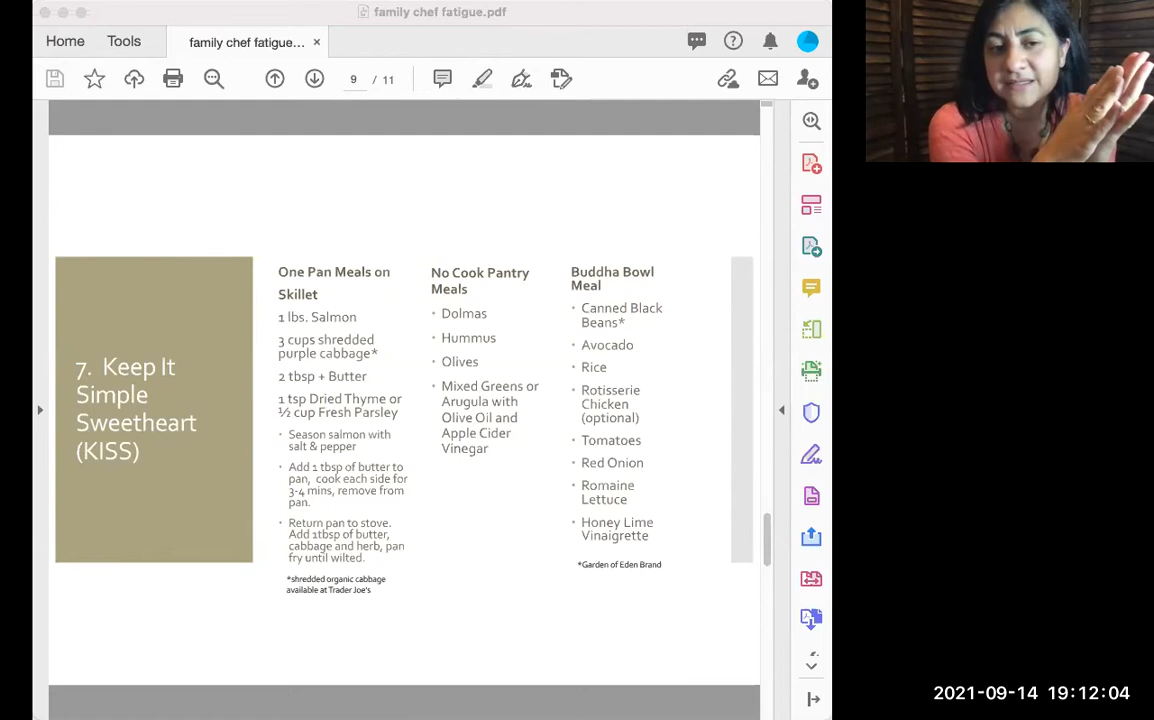 family chef fatigue.pdf
Home
Tools
family chef fatigue...
9 / 11
7. Keep It
Simple
Sweetheart
(KISS)
One Pan Meals on
Skillet
1 lbs. Salmon
3 cups shredded
purple cabbage*
2 tbsp + Butter
1 tsp Dried Thyme or
½ cup Fresh Parsley
Season salmon with
salt & pepper
Add 1 tbsp of butter to
pan, cook each side for
3-4 mins, remove from
pan.
Return pan to stove.
Add 1tbsp of butter,
cabbage and herb, pan
fry until wilted.
*shredded organic cabbage
available at Trader Joe's
No Cook Pantry
Meals
Dolmas
Hummus
Olives
Mixed Greens or
Arugula with
Olive Oil and
Apple Cider
Vinegar
Buddha Bowl
Meal
Canned Black
Beans*
Avocado
Rice
Rotisserie
Chicken
(optional)
Tomatoes
Red Onion
Romaine
Lettuce
Honey Lime
Vinaigrette
*Garden of Eden Brand
2021-09-14 19:12:04